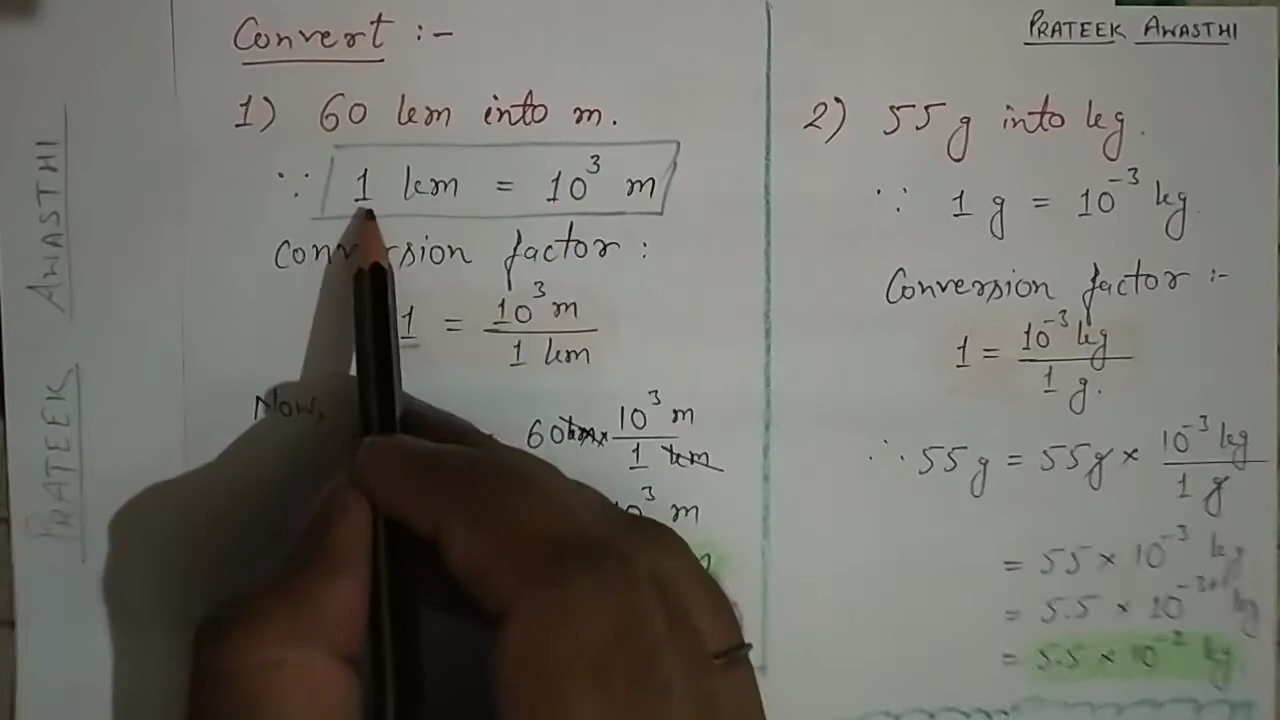 PRATEEK AWASTHI
Convert :-
1) 60 km into m.
∵ 1 km = 10³ m
factor :
1 = 10³ m / 1 km
Now,
60 km × 10³ m / 1 km
10³ m
PRATEEK AWASTHI
2) 55 g into kg.
∵ 1 g = 10⁻³ kg.
Conversion factor :-
1 = 10⁻³ kg / 1 g.
∴ 55 g = 55 g × 10⁻³ kg / 1 g
= 55 × 10⁻³ kg
= 5.5 × 10⁻³⁺¹ kg
= 5.5 × 10⁻² kg